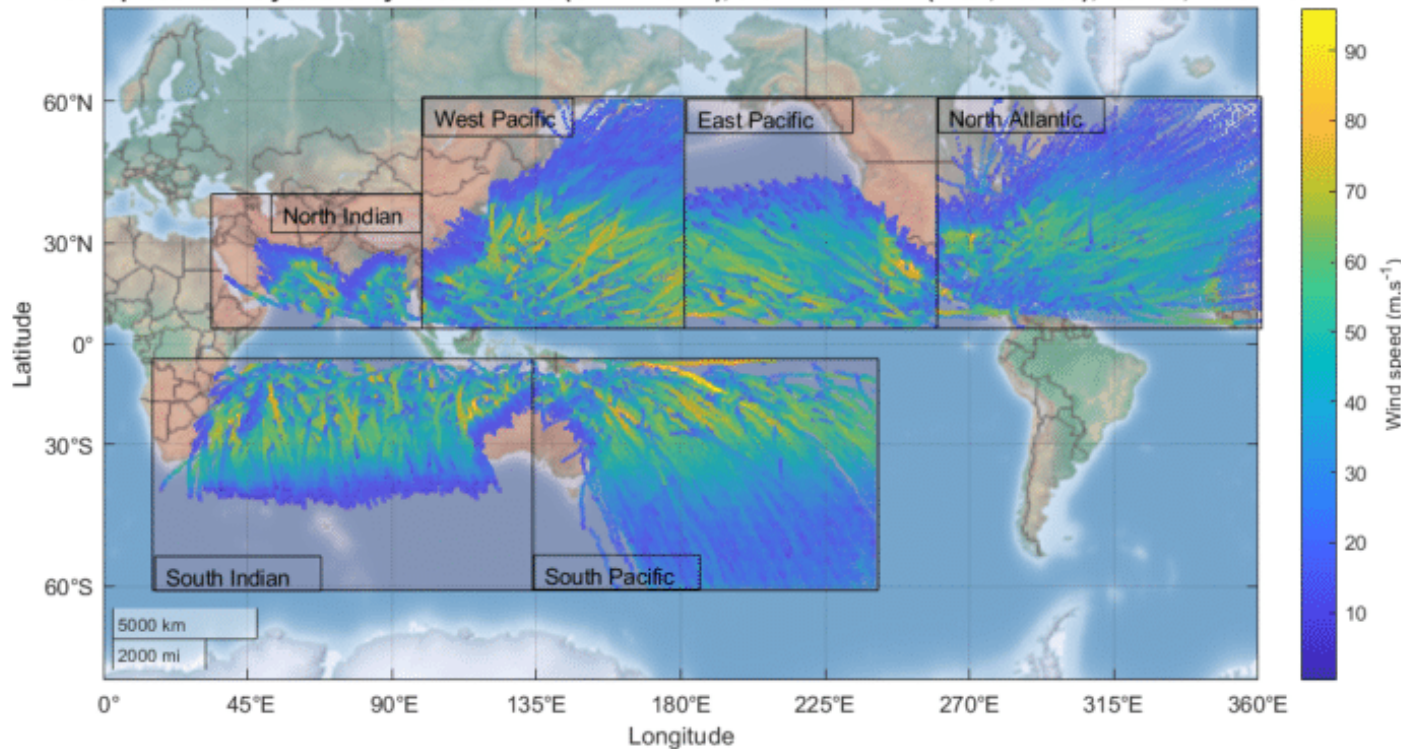 60°N
30°N
0°
30°S
60°S
Latitude
West Pacific
East Pacific
North Atlantic
North Indian
South Indian
South Pacific
5000 km
2000 mi
0°
45°E
90°E
135°E
180°E
225°E
270°E
315°E
360°E
Longitude
90
80
70
60
50
40
30
20
10
Wind speed (m.s⁻¹)